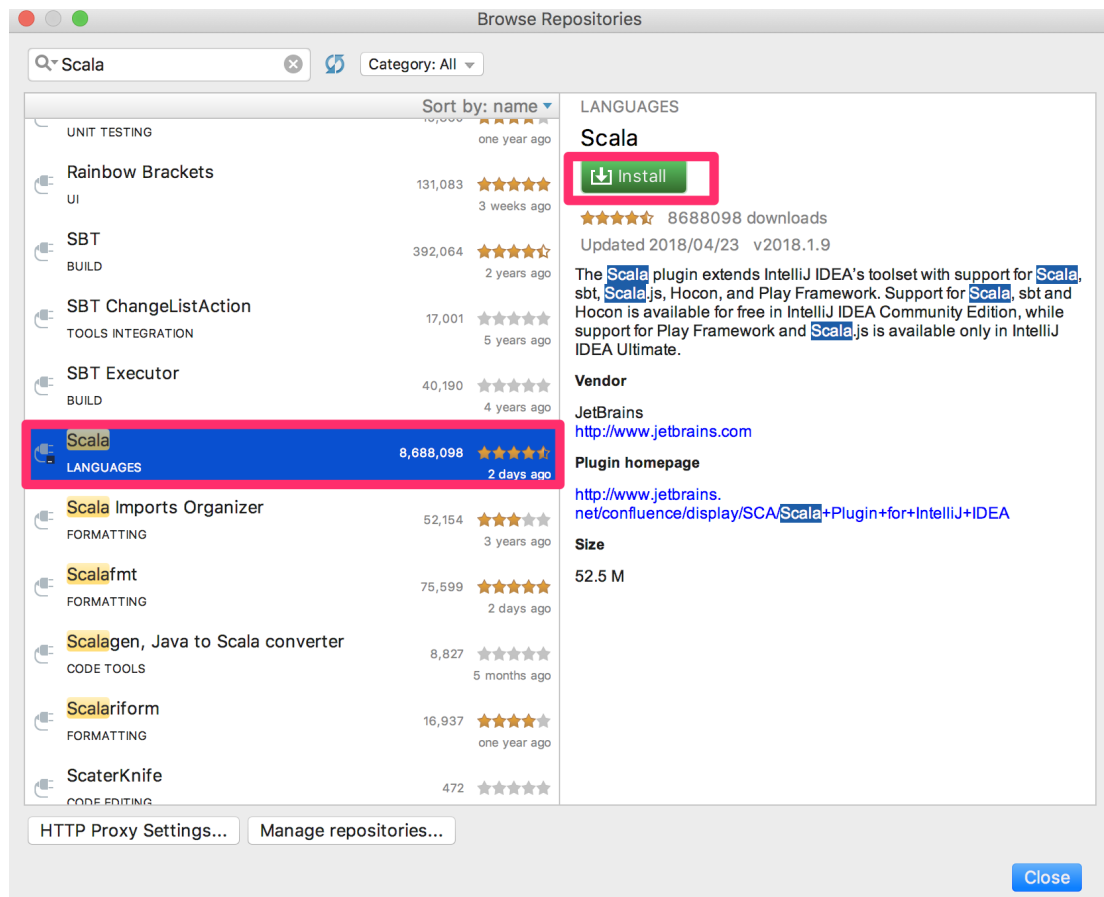 Browse Repositories
Scala
Category: All
Sort by: name
UNIT TESTING
one year ago
Rainbow Brackets
131,083
UI
3 weeks ago
SBT
392,064
BUILD
2 years ago
SBT ChangeListAction
17,001
TOOLS INTEGRATION
5 years ago
SBT Executor
40,190
BUILD
4 years ago
Scala
8,688,098
LANGUAGES
2 days ago
Scala Imports Organizer
52,154
FORMATTING
3 years ago
Scalafmt
75,599
FORMATTING
2 days ago
Scalagen, Java to Scala converter
8,827
CODE TOOLS
5 months ago
Scalariform
16,937
FORMATTING
one year ago
ScaterKnife
472
CODE EDITING
LANGUAGES
Scala
Install
8688098 downloads
Updated 2018/04/23 v2018.1.9
The Scala plugin extends IntelliJ IDEA's toolset with support for Scala,
sbt, Scala.js, Hocon, and Play Framework. Support for Scala, sbt and
Hocon is available for free in IntelliJ IDEA Community Edition, while
support for Play Framework and Scala.js is available only in IntelliJ
IDEA Ultimate.
Vendor
JetBrains
http://www.jetbrains.com
Plugin homepage
http://www.jetbrains.
net/confluence/display/SCA/Scala+Plugin+for+IntelliJ+IDEA
Size
52.5 M
HTTP Proxy Settings...
Manage repositories...
Close